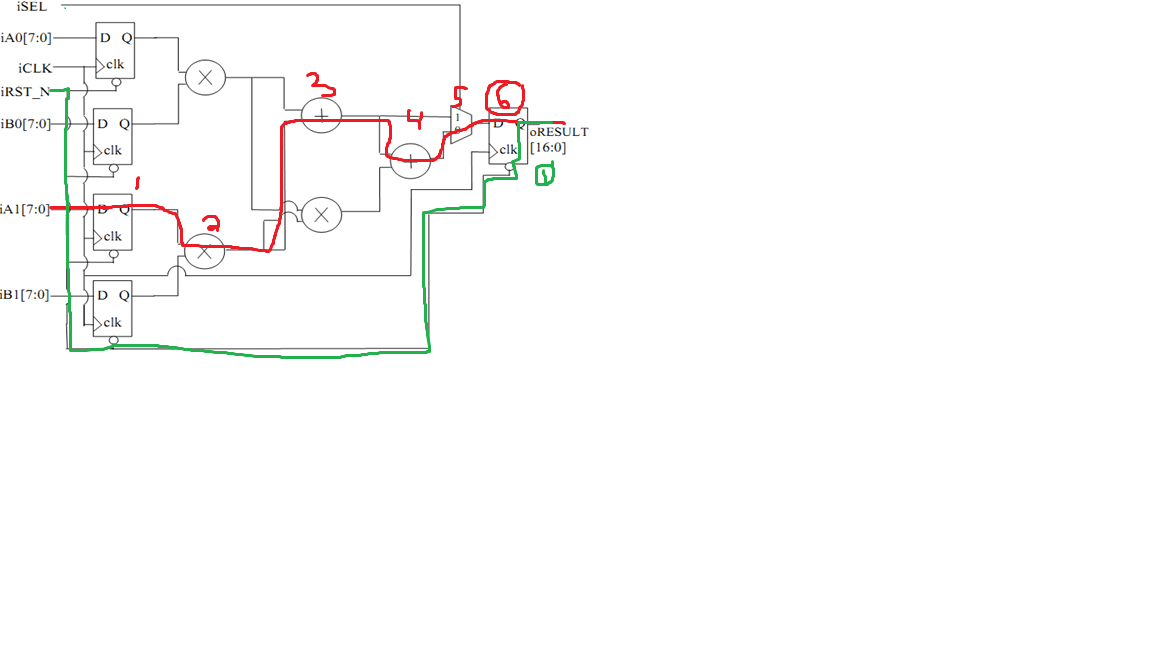 iSEL
iA0[7:0] D Q
iCLK clk
iRST_N
iB0[7:0] D Q
clk
iA1[7:0] D Q
clk
iB1[7:0] D Q
clk
×
×
+
+
×
1
0
D Q
clk
oRESULT
[16:0]
1
2
3
4
5
6
1